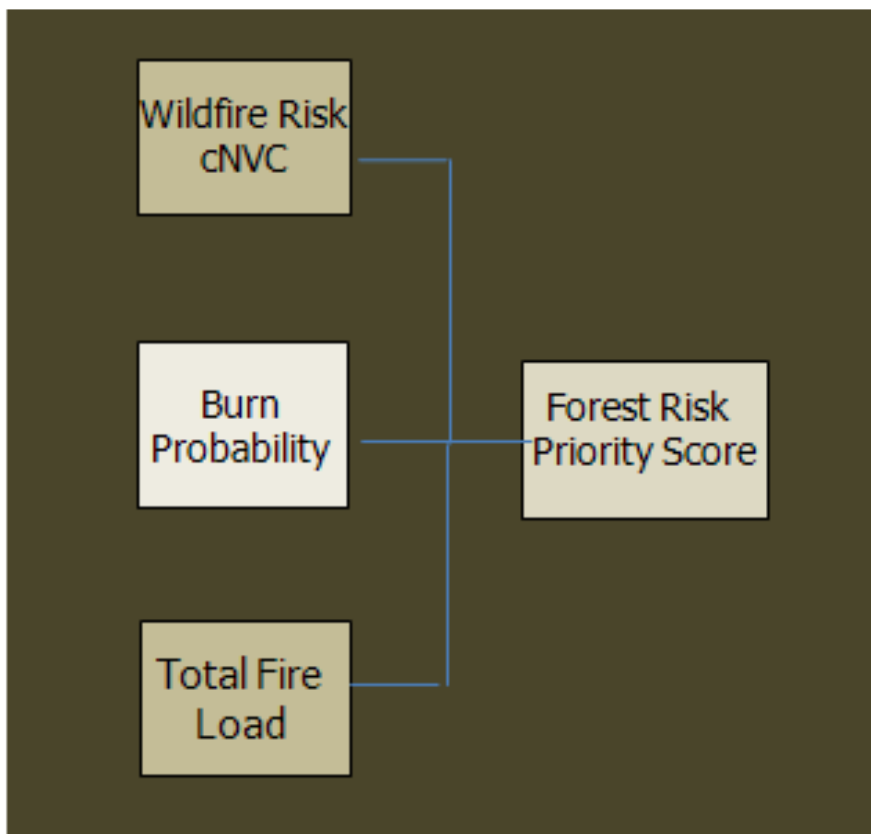 Wildfire Risk
cNVC
Burn
Probability
Forest Risk
Priority Score
Total Fire
Load